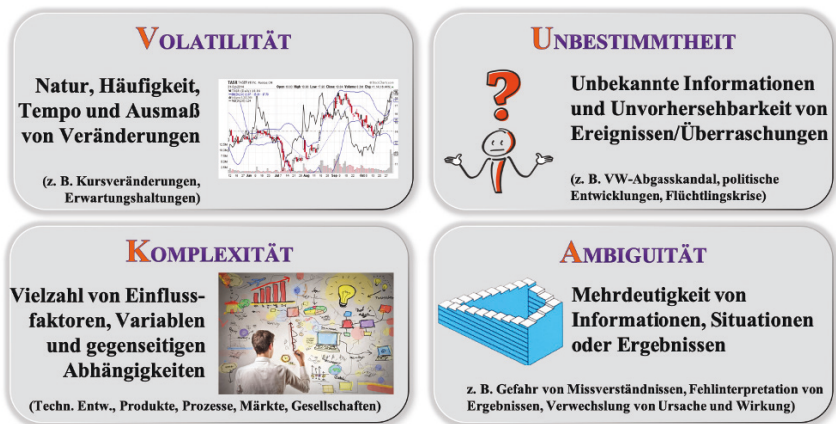 VOLATILITÄT
Natur, Häufigkeit,
Tempo und Ausmaß
von Veränderungen
(z. B. Kursveränderungen,
Erwartungshaltungen)
UNBESTIMMTHEIT
?
Unbekannte Informationen
und Unvorhersehbarkeit von
Ereignissen/Überraschungen
(z. B. VW-Abgasskandal, politische
Entwicklungen, Flüchtlingskrise)
KOMPLEXITÄT
Vielzahl von Einfluss-
faktoren, Variablen
und gegenseitigen
Abhängigkeiten
(Techn. Entw., Produkte, Prozesse, Märkte, Gesellschaften)
AMBIGUITÄT
Mehrdeutigkeit von
Informationen, Situationen
oder Ergebnissen
z. B. Gefahr von Missverständnissen, Fehlinterpretation von
Ergebnissen, Verwechslung von Ursache und Wirkung)